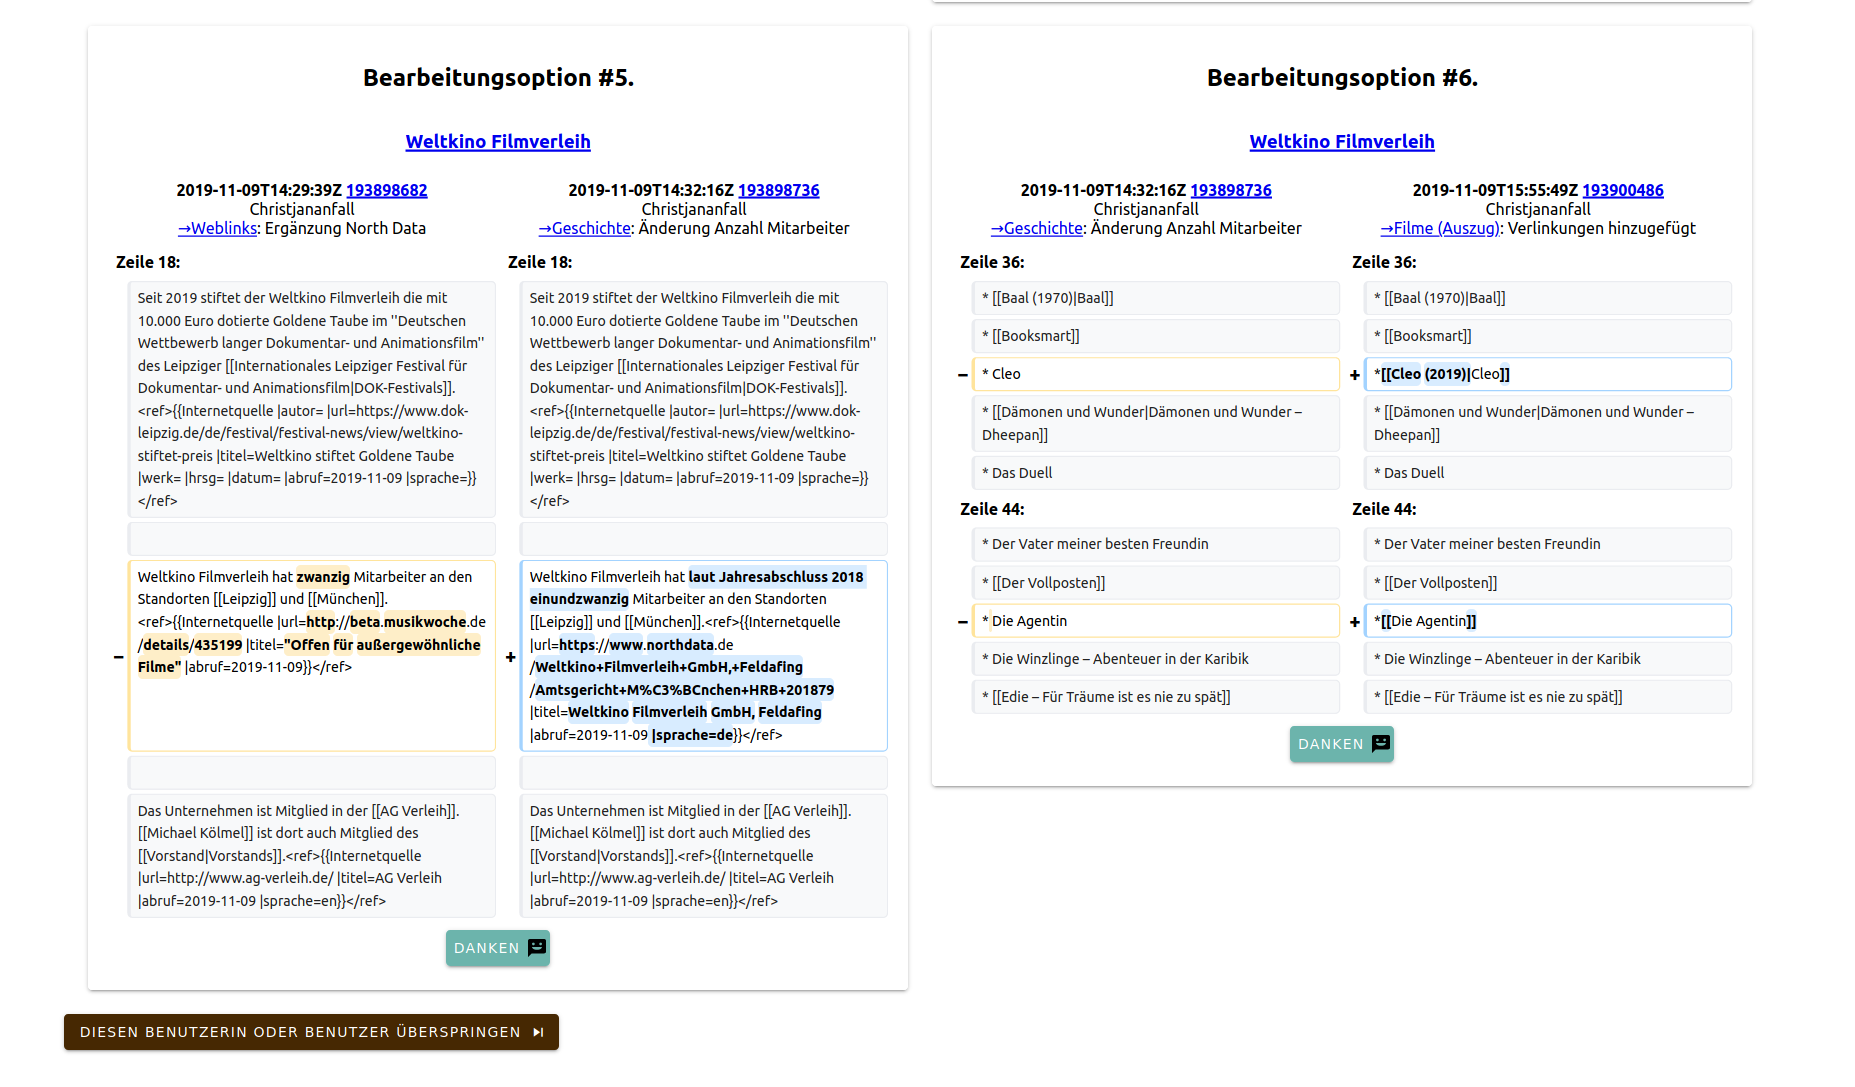 Bearbeitungsoption #5.
Weltkino Filmverleih
2019-11-09T14:29:39Z 193898682
Christjananfall
→Weblinks: Ergänzung North Data
2019-11-09T14:32:16Z 193898736
Christjananfall
→Geschichte: Änderung Anzahl Mitarbeiter
Zeile 18:
Zeile 18:
Seit 2019 stiftet der Weltkino Filmverleih die mit
10.000 Euro dotierte Goldene Taube im ''Deutschen
Wettbewerb langer Dokumentar- und Animationsfilm''
des Leipziger [[Internationales Leipziger Festival für
Dokumentar- und Animationsfilm|DOK-Festivals]].
<ref>{{Internetquelle |autor= |url=https://www.dok-
leipzig.de/de/festival/festival-news/view/weltkino-
stiftet-preis |titel=Weltkino stiftet Goldene Taube
|werk= |hrsg= |datum= |abruf=2019-11-09 |sprache=}}
</ref>
Seit 2019 stiftet der Weltkino Filmverleih die mit
10.000 Euro dotierte Goldene Taube im ''Deutschen
Wettbewerb langer Dokumentar- und Animationsfilm''
des Leipziger [[Internationales Leipziger Festival für
Dokumentar- und Animationsfilm|DOK-Festivals]].
<ref>{{Internetquelle |autor= |url=https://www.dok-
leipzig.de/de/festival/festival-news/view/weltkino-
stiftet-preis |titel=Weltkino stiftet Goldene Taube
|werk= |hrsg= |datum= |abruf=2019-11-09 |sprache=}}
</ref>
−
Weltkino Filmverleih hat zwanzig Mitarbeiter an den
Standorten [[Leipzig]] und [[München]].
<ref>{{Internetquelle |url=http://beta.musikwoche.de
/details/435199 |titel="Offen für außergewöhnliche
Filme" |abruf=2019-11-09}}</ref>
+
Weltkino Filmverleih hat laut Jahresabschluss 2018
einundzwanzig Mitarbeiter an den Standorten
[[Leipzig]] und [[München]].<ref>{{Internetquelle
|url=https://www.northdata.de
/Weltkino+Filmverleih+GmbH,+Feldafing
/Amtsgericht+M%C3%BCnchen+HRB+201879
|titel=Weltkino Filmverleih GmbH, Feldafing
|abruf=2019-11-09 |sprache=de}}</ref>
Das Unternehmen ist Mitglied in der [[AG Verleih]].
[[Michael Kölmel]] ist dort auch Mitglied des
[[Vorstand|Vorstands]].<ref>{{Internetquelle
|url=http://www.ag-verleih.de/ |titel=AG Verleih
|abruf=2019-11-09 |sprache=en}}</ref>
Das Unternehmen ist Mitglied in der [[AG Verleih]].
[[Michael Kölmel]] ist dort auch Mitglied des
[[Vorstand|Vorstands]].<ref>{{Internetquelle
|url=http://www.ag-verleih.de/ |titel=AG Verleih
|abruf=2019-11-09 |sprache=en}}</ref>
DANKEN
Bearbeitungsoption #6.
Weltkino Filmverleih
2019-11-09T14:32:16Z 193898736
Christjananfall
→Geschichte: Änderung Anzahl Mitarbeiter
2019-11-09T15:55:49Z 193900486
Christjananfall
→Filme (Auszug): Verlinkungen hinzugefügt
Zeile 36:
Zeile 36:
* [[Baal (1970)|Baal]]
* [[Baal (1970)|Baal]]
* [[Booksmart]]
* [[Booksmart]]
− * Cleo
+ *[[Cleo (2019)|Cleo]]
* [[Dämonen und Wunder|Dämonen und Wunder –
Dheepan]]
* [[Dämonen und Wunder|Dämonen und Wunder –
Dheepan]]
* Das Duell
* Das Duell
Zeile 44:
Zeile 44:
* Der Vater meiner besten Freundin
* Der Vater meiner besten Freundin
* [[Der Vollposten]]
* [[Der Vollposten]]
− * Die Agentin
+ *[[Die Agentin]]
* Die Winzlinge – Abenteuer in der Karibik
* Die Winzlinge – Abenteuer in der Karibik
* [[Edie – Für Träume ist es nie zu spät]]
* [[Edie – Für Träume ist es nie zu spät]]
DANKEN
DIESEN BENUTZERIN ODER BENUTZER ÜBERSPRINGEN